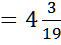 = 4 3/19